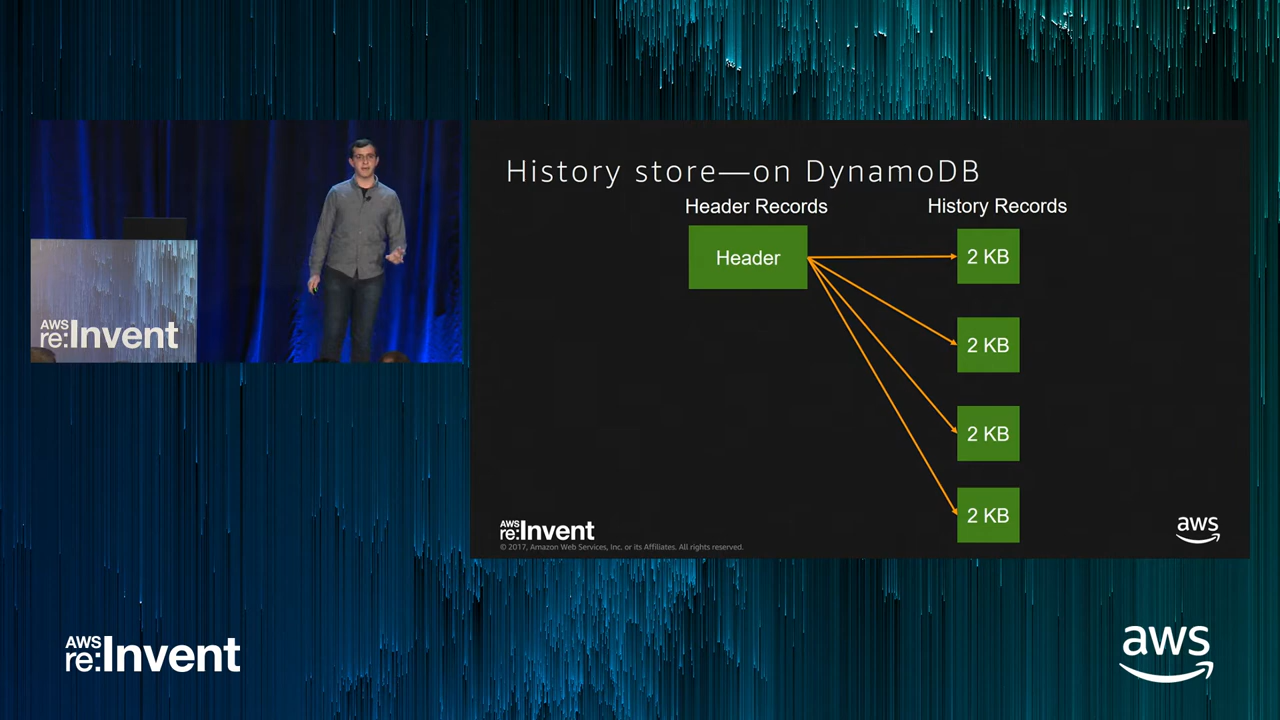 History store—on DynamoDB
Header Records
History Records
Header
2 KB
2 KB
2 KB
2 KB
AWS
re:Invent
AWS
re:Invent
© 2017, Amazon Web Services, Inc. or its Affiliates. All rights reserved.
aws
AWS
re:Invent
aws